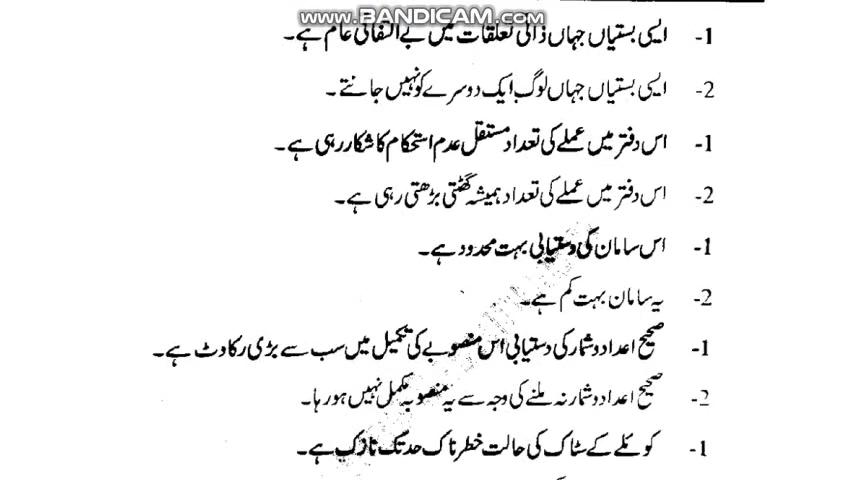 WWW.BANDICAM.COM
1- ایسی بستیاں جہاں ذاتی تعلقات میں بے التفاتی عام ہے۔
2- ایسی بستیاں جہاں لوگ ایک دوسرے کو نہیں جانتے۔
1- اس دفتر میں عملے کی تعداد مستقل عدم استحکام کا شکار رہی ہے۔
2- اس دفتر میں عملے کی تعداد ہمیشہ گھٹتی بڑھتی رہی ہے۔
1- اس سامان کی دستیابی بہت محدود ہے۔
2- یہ سامان بہت کم ہے۔
1- صحیح اعداد و شمار کی دستیابی اس منصوبے کی تکمیل میں سب سے بڑی رکاوٹ ہے۔
2- صحیح اعداد و شمار نہ ملنے کی وجہ سے یہ منصوبہ مکمل نہیں ہو رہا۔
1- کوئلے کے سٹاک کی حالت خطرناک حد تک نازک ہے۔